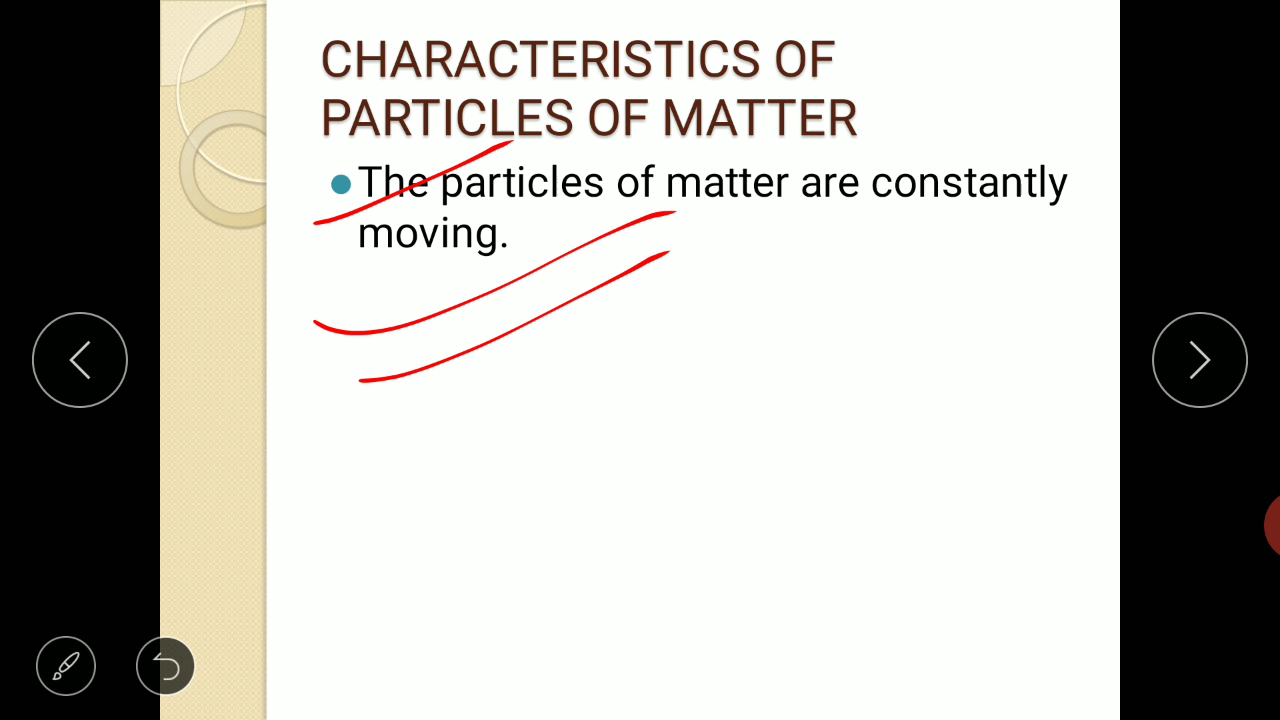 CHARACTERISTICS OF
PARTICLES OF MATTER
The particles of matter are constantly
moving.